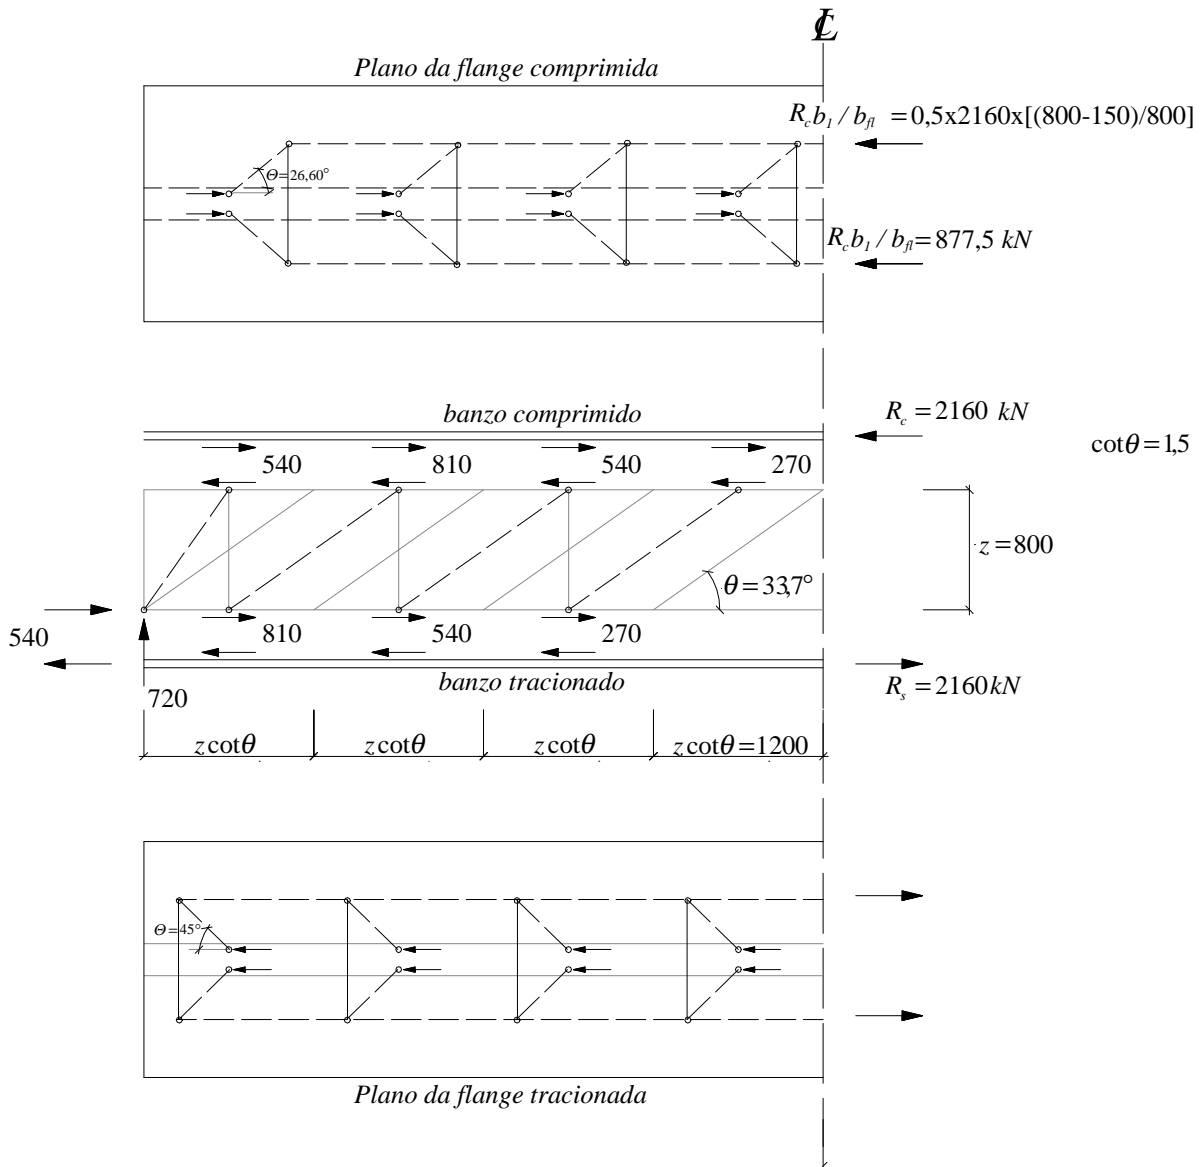 ℄
Plano da flange comprimida
R_c b_1 / b_fl = 0,5x2160x[(800-150)/800]
Θ=26,60°
R_c b_1 / b_fl = 877,5 kN
banzo comprimido
R_c = 2160 kN
cotθ = 1,5
540 810 540 270
z = 800
θ = 33,7°
540
810 540 270
banzo tracionado
R_s = 2160 kN
720
z cotθ z cotθ z cotθ z cotθ = 1200
Θ=45°
Plano da flange tracionada